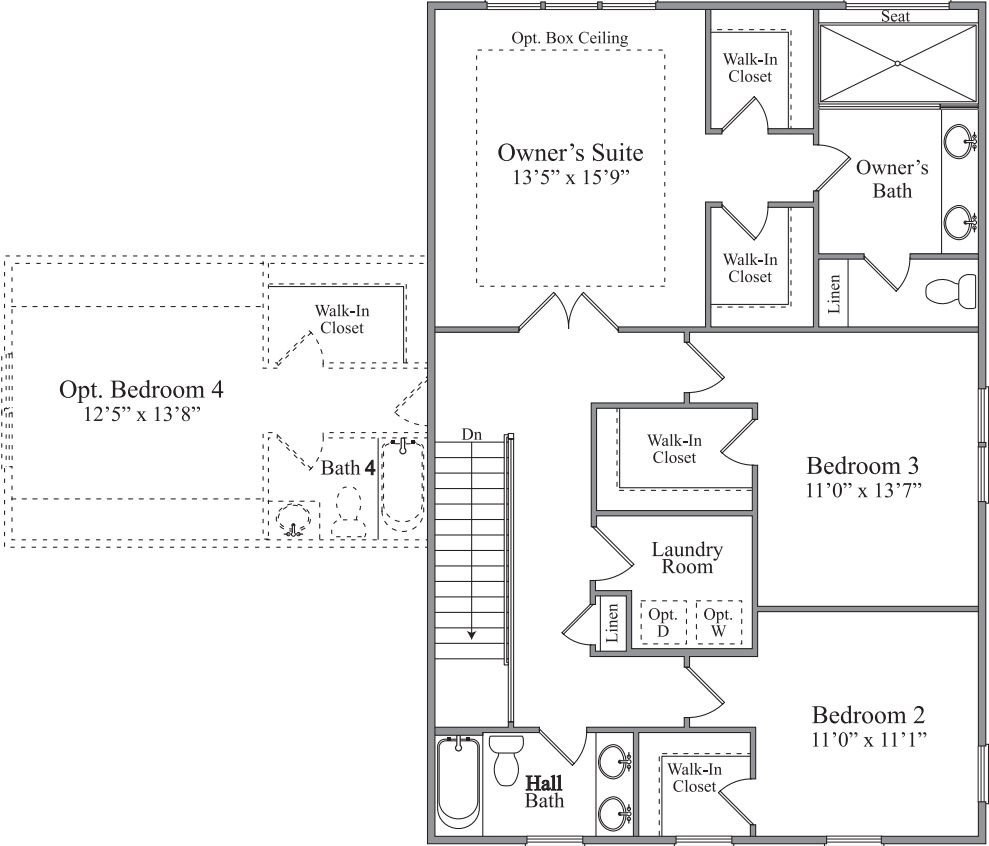 Seat
Opt. Box Ceiling
Walk-In
Closet
Owner’s Suite
13’5” x 15’9”
Owner’s
Bath
Walk-In
Closet
Linen
Walk-In
Closet
Opt. Bedroom 4
12’5” x 13’8”
Bath 4
Dn
Walk-In
Closet
Bedroom 3
11’0” x 13’7”
Laundry
Room
Linen
Opt.
D
Opt.
W
Bedroom 2
11’0” x 11’1”
Hall
Bath
Walk-In
Closet